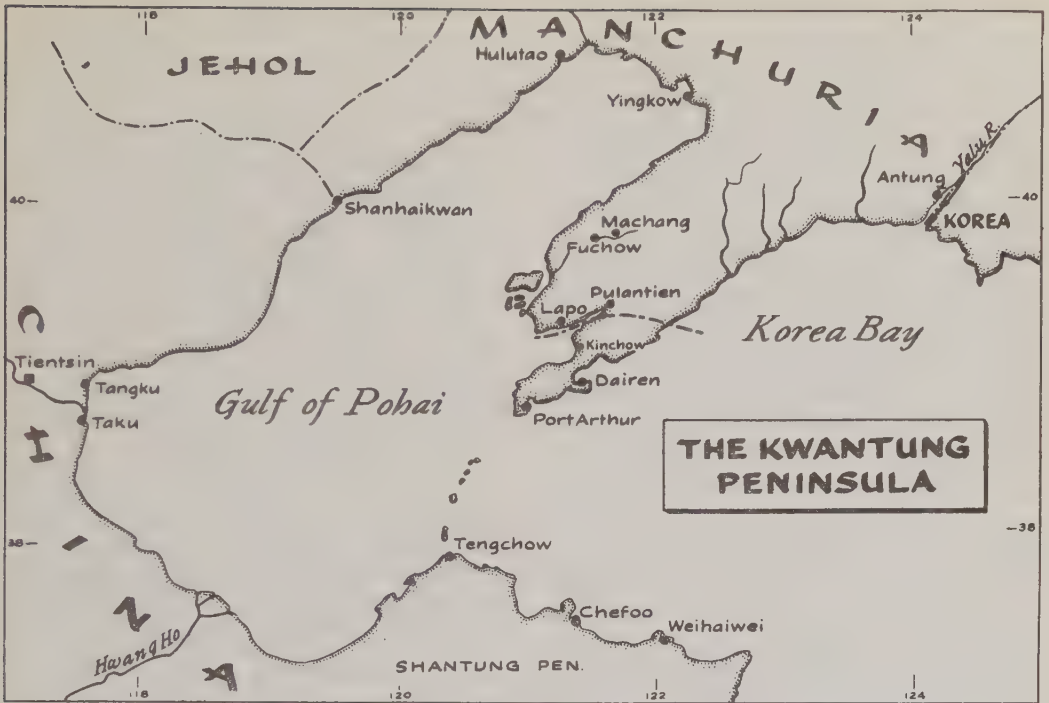 118
120
122
124
MANCHURIA
JEHOL
Hulutao
Yingkow
Yalu R.
Antung
40
40
Shanhaikwan
KOREA
Machang
Fuchow
Pulantien
Lapo
Korea Bay
Kinchow
CHINA
Tientsin
Tangku
Dairen
Gulf of Pohai
Taku
Port Arthur
THE KWANTUNG
PENINSULA
38
38
Tengchow
Chefoo
Weihaiwei
Hwang Ho
SHANTUNG PEN.
118
120
122
124